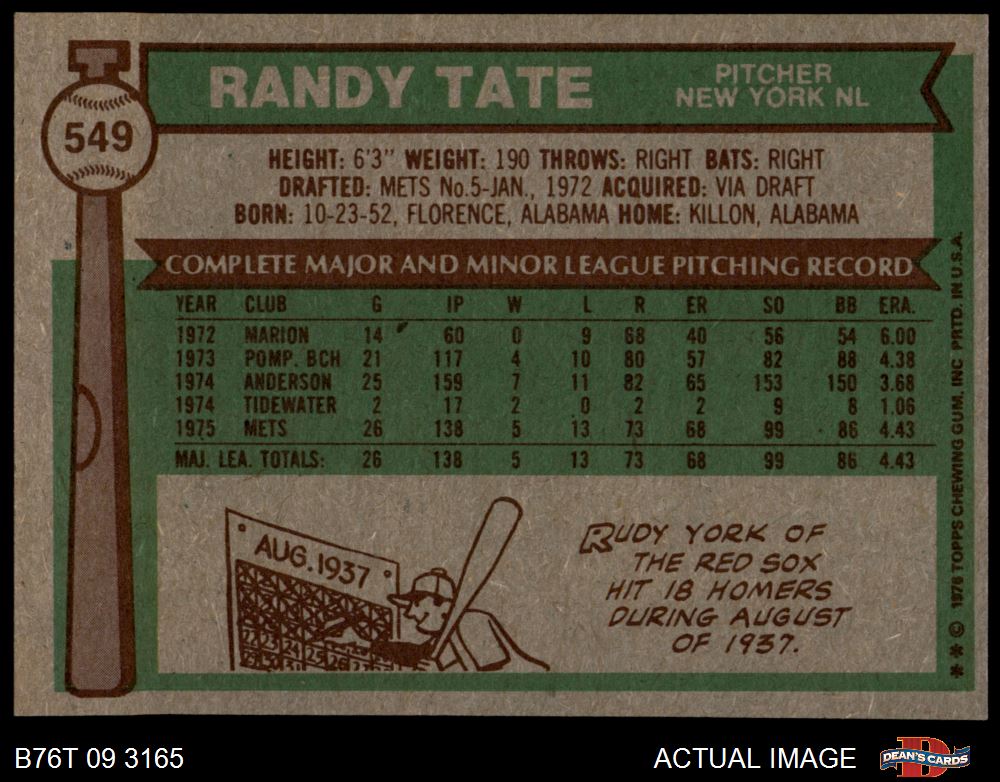 549
RANDY TATE
PITCHER
NEW YORK NL
HEIGHT: 6'3" WEIGHT: 190 THROWS: RIGHT BATS: RIGHT
DRAFTED: METS No.5-JAN., 1972 ACQUIRED: VIA DRAFT
BORN: 10-23-52, FLORENCE, ALABAMA HOME: KILLON, ALABAMA
COMPLETE MAJOR AND MINOR LEAGUE PITCHING RECORD
YEAR CLUB G IP W L R ER SO BB ERA.
1972 MARION 14 60 0 9 68 40 56 54 6.00
1973 POMP. BCH 21 117 4 10 80 57 82 88 4.38
1974 ANDERSON 25 159 7 11 82 65 153 150 3.68
1974 TIDEWATER 2 17 2 0 2 2 9 8 1.06
1975 METS 26 138 5 13 73 68 99 86 4.43
MAJ. LEA. TOTALS: 26 138 5 13 73 68 99 86 4.43
AUG. 1937
22 23 24 25 26
RUDY YORK OF
THE RED SOX
HIT 18 HOMERS
DURING AUGUST
OF 1937.
* * © 1976 TOPPS CHEWING GUM, INC PRTD. IN U.S.A.
B76T 09 3165
ACTUAL IMAGE
DEAN'S CARDS